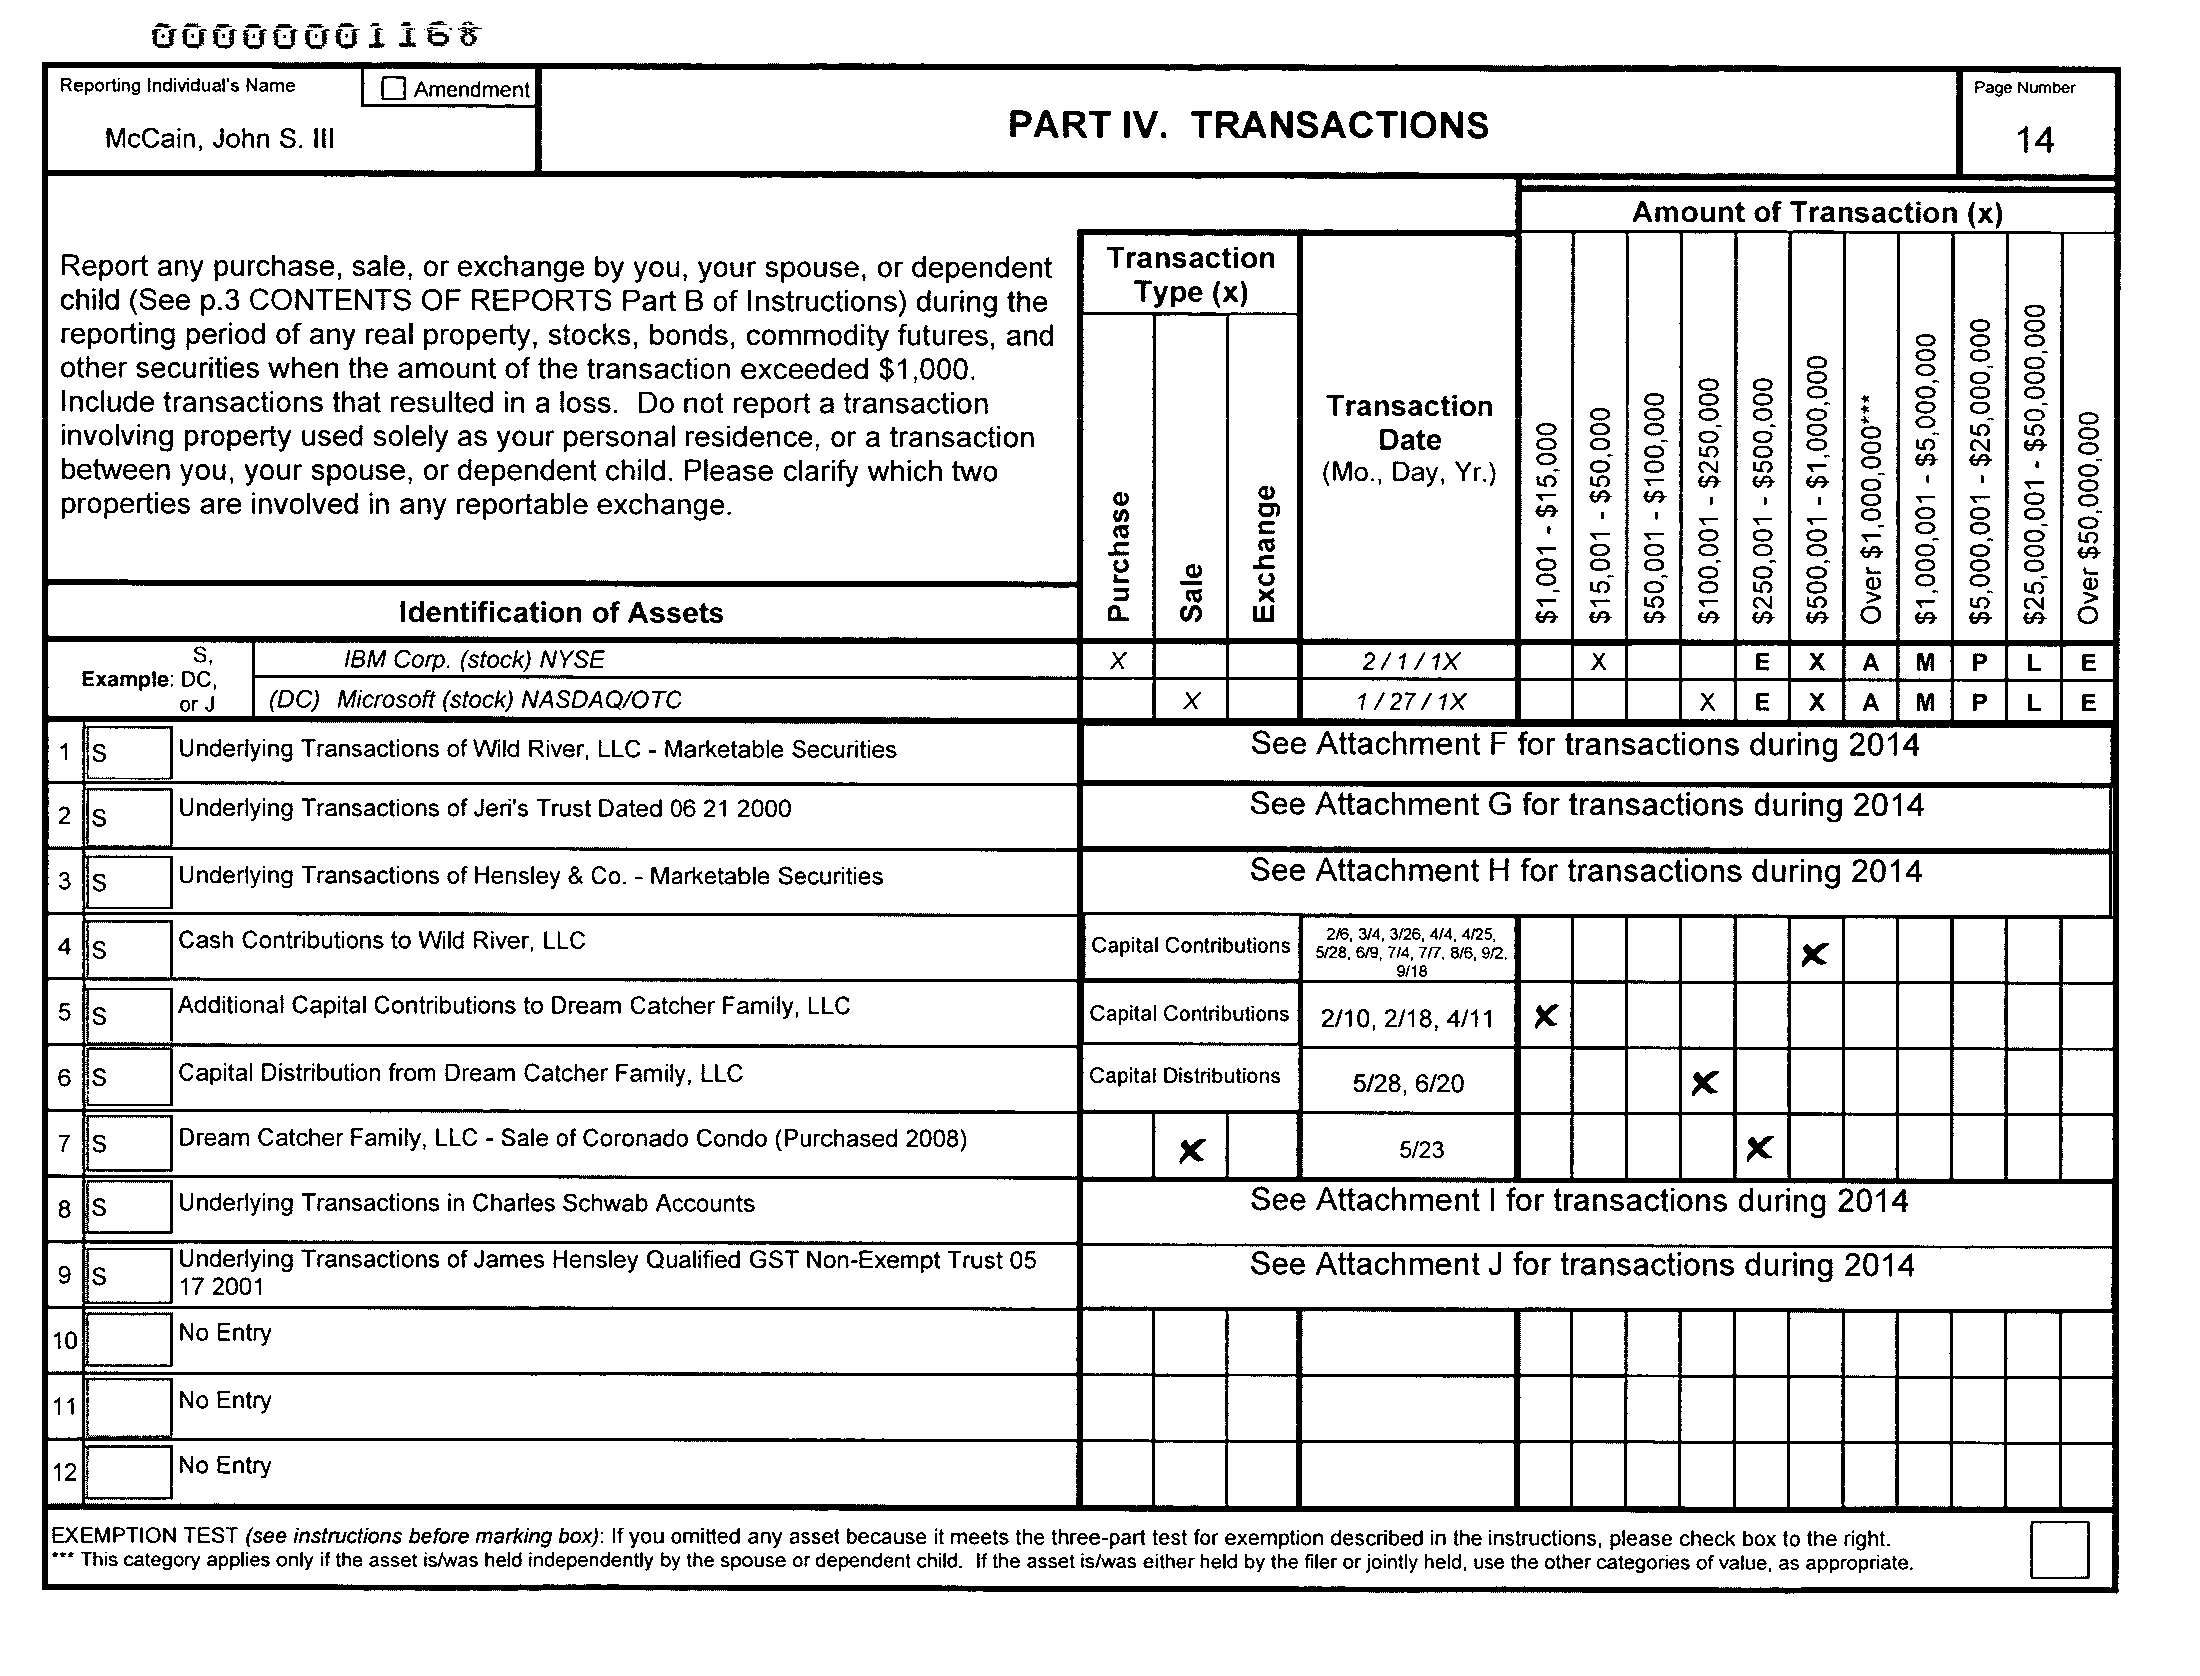 00000001168
Reporting Individual's Name
☐ Amendment
McCain, John S. III
PART IV. TRANSACTIONS
Page Number
14
Report any purchase, sale, or exchange by you, your spouse, or dependent
child (See p.3 CONTENTS OF REPORTS Part B of Instructions) during the
reporting period of any real property, stocks, bonds, commodity futures, and
other securities when the amount of the transaction exceeded $1,000.
Include transactions that resulted in a loss. Do not report a transaction
involving property used solely as your personal residence, or a transaction
between you, your spouse, or dependent child. Please clarify which two
properties are involved in any reportable exchange.
Identification of Assets
Transaction
Type (x)
Purchase
Sale
Exchange
Transaction
Date
(Mo., Day, Yr.)
Amount of Transaction (x)
$1,001 - $15,000
$15,001 - $50,000
$50,001 - $100,000
$100,001 - $250,000
$250,001 - $500,000
$500,001 - $1,000,000
Over $1,000,000***
$1,000,001 - $5,000,000
$5,000,001 - $25,000,000
$25,000,001 - $50,000,000
Over $50,000,000
Example: S,
DC,
or J
IBM Corp. (stock) NYSE X 2 / 1 / 1X X E X A M P L E
(DC) Microsoft (stock) NASDAQ/OTC X 1 / 27 / 1X X E X A M P L E
1 S Underlying Transactions of Wild River, LLC - Marketable Securities See Attachment F for transactions during 2014
2 S Underlying Transactions of Jeri's Trust Dated 06 21 2000 See Attachment G for transactions during 2014
3 S Underlying Transactions of Hensley & Co. - Marketable Securities See Attachment H for transactions during 2014
4 S Cash Contributions to Wild River, LLC Capital Contributions 2/6, 3/4, 3/26, 4/4, 4/25,
5/28, 6/9, 7/4, 7/7, 8/6, 9/2,
9/18 X
5 S Additional Capital Contributions to Dream Catcher Family, LLC Capital Contributions 2/10, 2/18, 4/11 X
6 S Capital Distribution from Dream Catcher Family, LLC Capital Distributions 5/28, 6/20 X
7 S Dream Catcher Family, LLC - Sale of Coronado Condo (Purchased 2008) X 5/23 X
8 S Underlying Transactions in Charles Schwab Accounts See Attachment I for transactions during 2014
9 S Underlying Transactions of James Hensley Qualified GST Non-Exempt Trust 05
17 2001 See Attachment J for transactions during 2014
10 No Entry
11 No Entry
12 No Entry
EXEMPTION TEST (see instructions before marking box): If you omitted any asset because it meets the three-part test for exemption described in the instructions, please check box to the right.
*** This category applies only if the asset is/was held independently by the spouse or dependent child. If the asset is/was either held by the filer or jointly held, use the other categories of value, as appropriate.